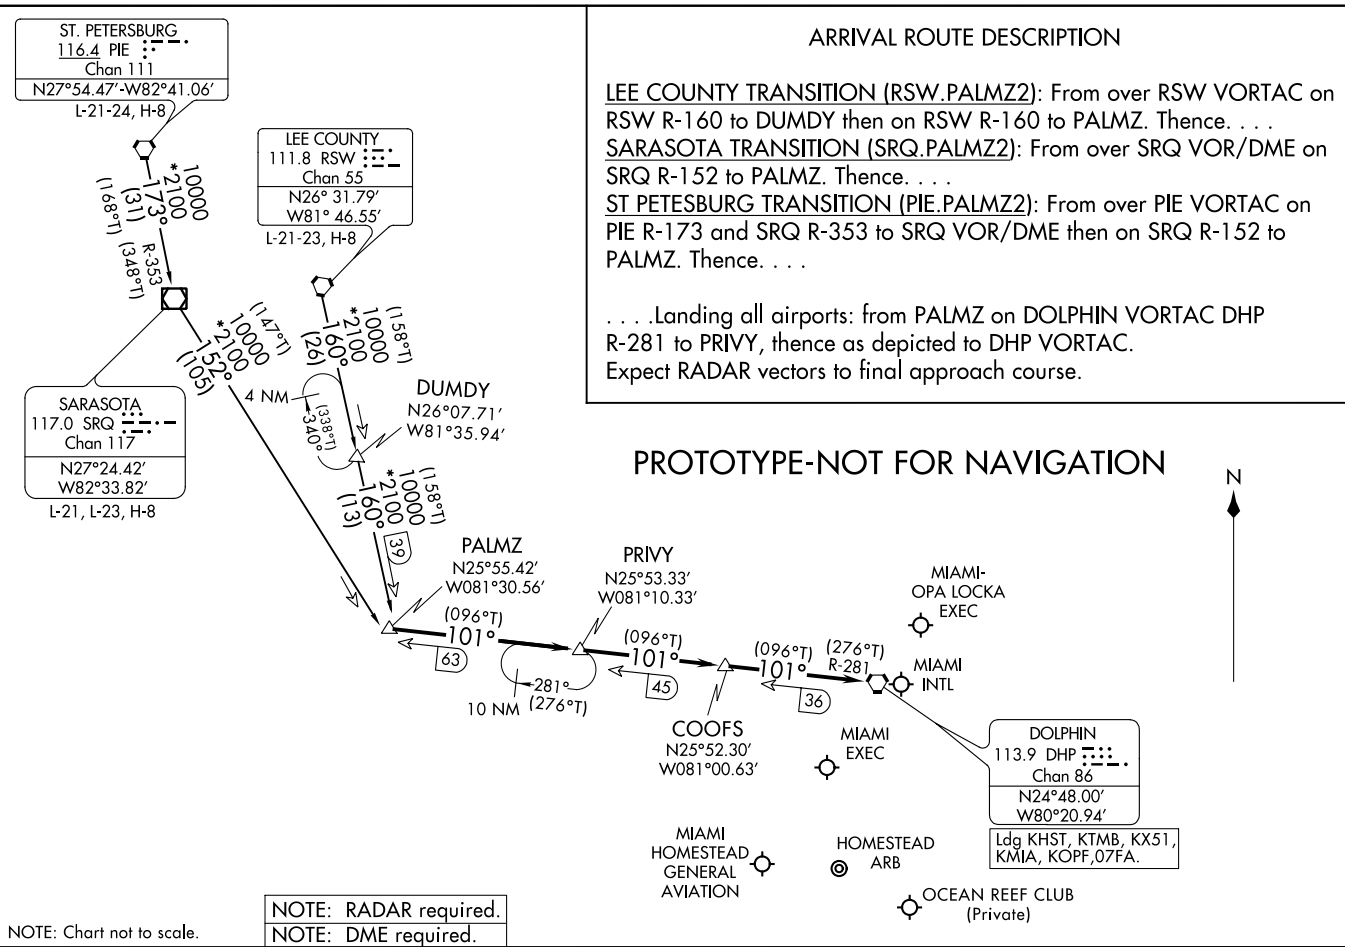 ST. PETERSBURG
116.4 PIE
Chan 111
N27°54.47'-W82°41.06'
L-21-24, H-8
10000
*2100
173°
(31)
(168°T)
R-353
(348°T)
LEE COUNTY
111.8 RSW
Chan 55
N26° 31.79'
W81° 46.55'
L-21-23, H-8
(147°T)
10000
*2100
152°
(105)
(158°T)
10000
*2100
160°
(26)
SARASOTA
117.0 SRQ
Chan 117
N27°24.42'
W82°33.82'
L-21, L-23, H-8
4 NM
(338°T)
340°
DUMDY
N26°07.71'
W81°35.94'
(158°T)
10000
*2100
160°
(13)
39
ARRIVAL ROUTE DESCRIPTION
LEE COUNTY TRANSITION (RSW.PALMZ2): From over RSW VORTAC on
RSW R-160 to DUMDY then on RSW R-160 to PALMZ. Thence. . . .
SARASOTA TRANSITION (SRQ.PALMZ2): From over SRQ VOR/DME on
SRQ R-152 to PALMZ. Thence. . . .
ST PETESBURG TRANSITION (PIE.PALMZ2): From over PIE VORTAC on
PIE R-173 and SRQ R-353 to SRQ VOR/DME then on SRQ R-152 to
PALMZ. Thence. . . .
. . . .Landing all airports: from PALMZ on DOLPHIN VORTAC DHP
R-281 to PRIVY, thence as depicted to DHP VORTAC.
Expect RADAR vectors to final approach course.
PROTOTYPE-NOT FOR NAVIGATION
N
PALMZ
N25°55.42'
W081°30.56'
(096°T)
101°
63
PRIVY
N25°53.33'
W081°10.33'
10 NM
281°
(276°T)
(096°T)
101°
45
COOFS
N25°52.30'
W081°00.63'
(096°T)
101°
36
(276°T)
R-281
MIAMI-
OPA LOCKA
EXEC
MIAMI
INTL
MIAMI
EXEC
DOLPHIN
113.9 DHP
Chan 86
N24°48.00'
W80°20.94'
Ldg KHST, KTMB, KX51,
KMIA, KOPF,07FA.
MIAMI
HOMESTEAD
GENERAL
AVIATION
HOMESTEAD
ARB
OCEAN REEF CLUB
(Private)
NOTE: Chart not to scale.
NOTE: RADAR required.
NOTE: DME required.